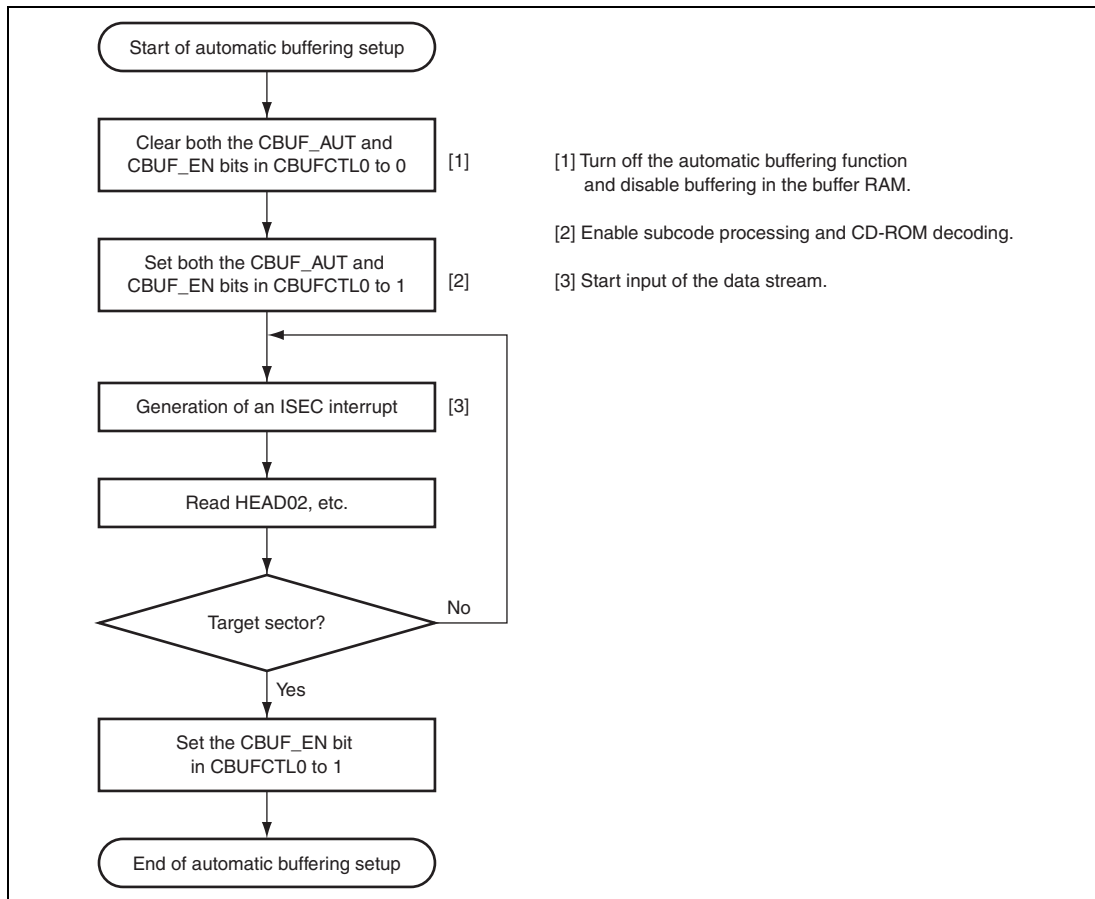 Start of automatic buffering setup
Clear both the CBUF_AUT and
CBUF_EN bits in CBUFCTL0 to 0
[1]
[1] Turn off the automatic buffering function
and disable buffering in the buffer RAM.
[2] Enable subcode processing and CD-ROM decoding.
Set both the CBUF_AUT and
CBUF_EN bits in CBUFCTL0 to 1
[2]
[3] Start input of the data stream.
Generation of an ISEC interrupt
[3]
Read HEAD02, etc.
Target sector?
No
Yes
Set the CBUF_EN bit
in CBUFCTL0 to 1
End of automatic buffering setup